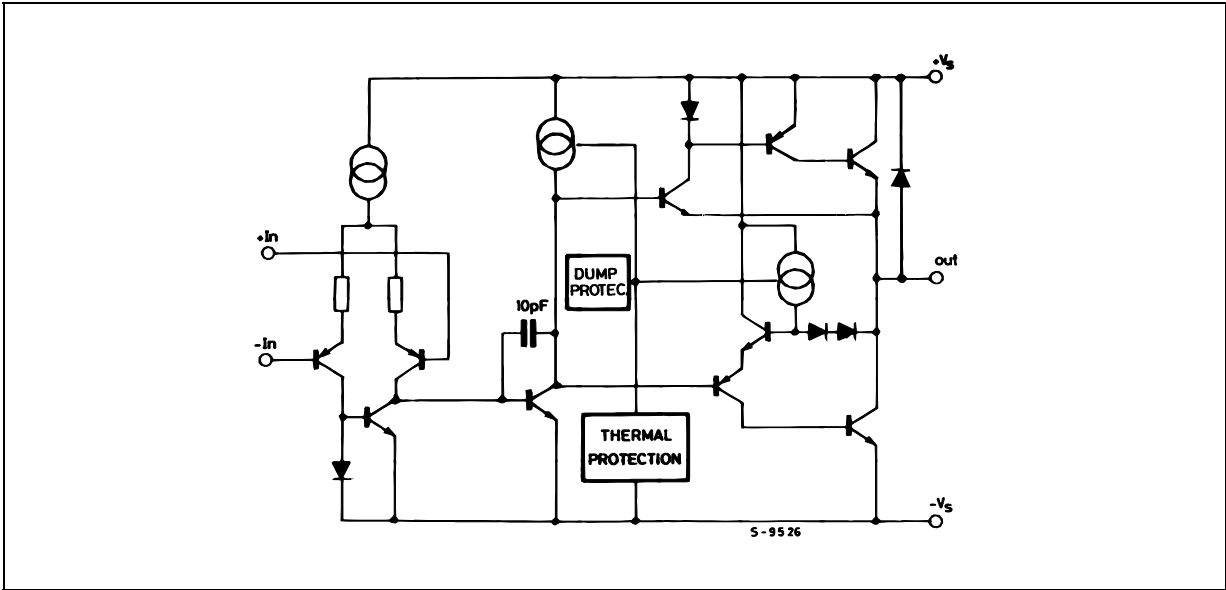 +Vs
+In
DUMP
PROTEC.
out
10pF
-In
THERMAL
PROTECTION
-Vs
S-9526